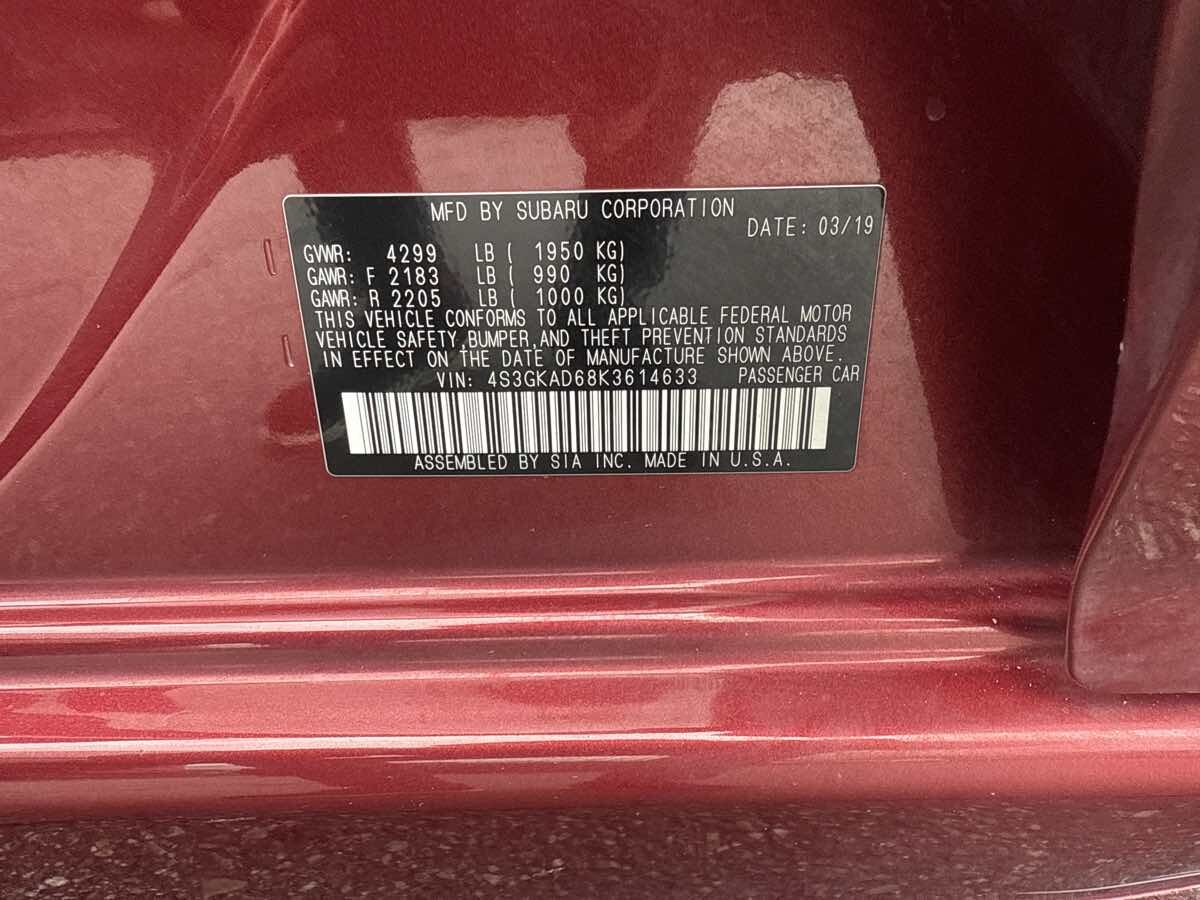 MFD BY SUBARU CORPORATION
DATE: 03/19
GVWR: 4299 LB ( 1950 KG)
GAWR: F 2183 LB ( 990 KG)
GAWR: R 2205 LB ( 1000 KG)
THIS VEHICLE CONFORMS TO ALL APPLICABLE FEDERAL MOTOR
VEHICLE SAFETY,BUMPER,AND THEFT PREVENTION STANDARDS
IN EFFECT ON THE DATE OF MANUFACTURE SHOWN ABOVE.
VIN: 4S3GKAD68K3614633 PASSENGER CAR
ASSEMBLED BY SIA INC. MADE IN U.S.A.